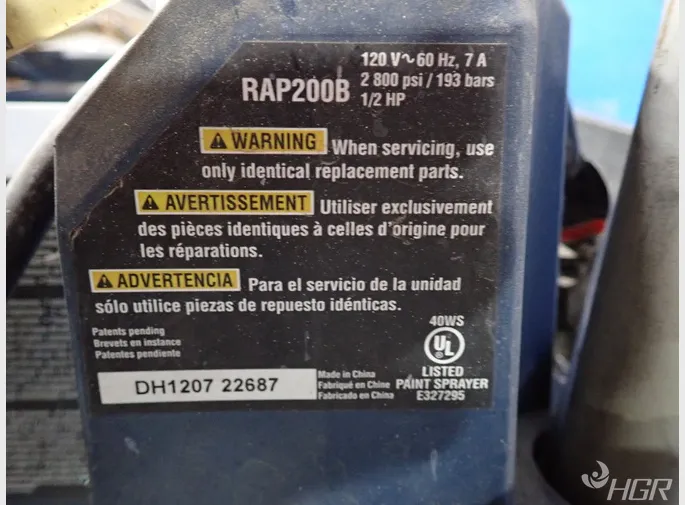 120 V~60 Hz, 7 A
2 800 psi / 193 bars
RAP200B 1/2 HP
WARNING When servicing, use
only identical replacement parts.
AVERTISSEMENT Utiliser exclusivement
des pièces identiques à celles d'origine pour
les réparations.
ADVERTENCIA Para el servicio de la unidad
sólo utilice piezas de repuesto idénticas.
Patents pending
Brevets en instance
Patentes pendiente
40WS
UL
LISTED
PAINT SPRAYER
E327295
DH1207 22687
Made in China
Fabriqué en Chine
Fabricado en China
HGR